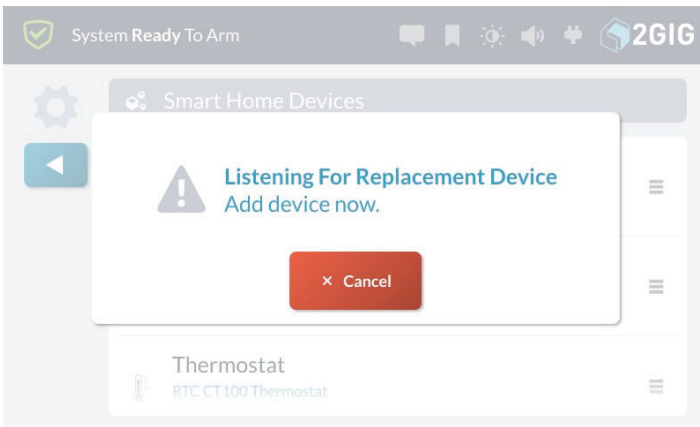 System Ready To Arm
2GIG
Smart Home Devices
Listening For Replacement Device
Add device now.
× Cancel
Thermostat
RTC CT100 Thermostat